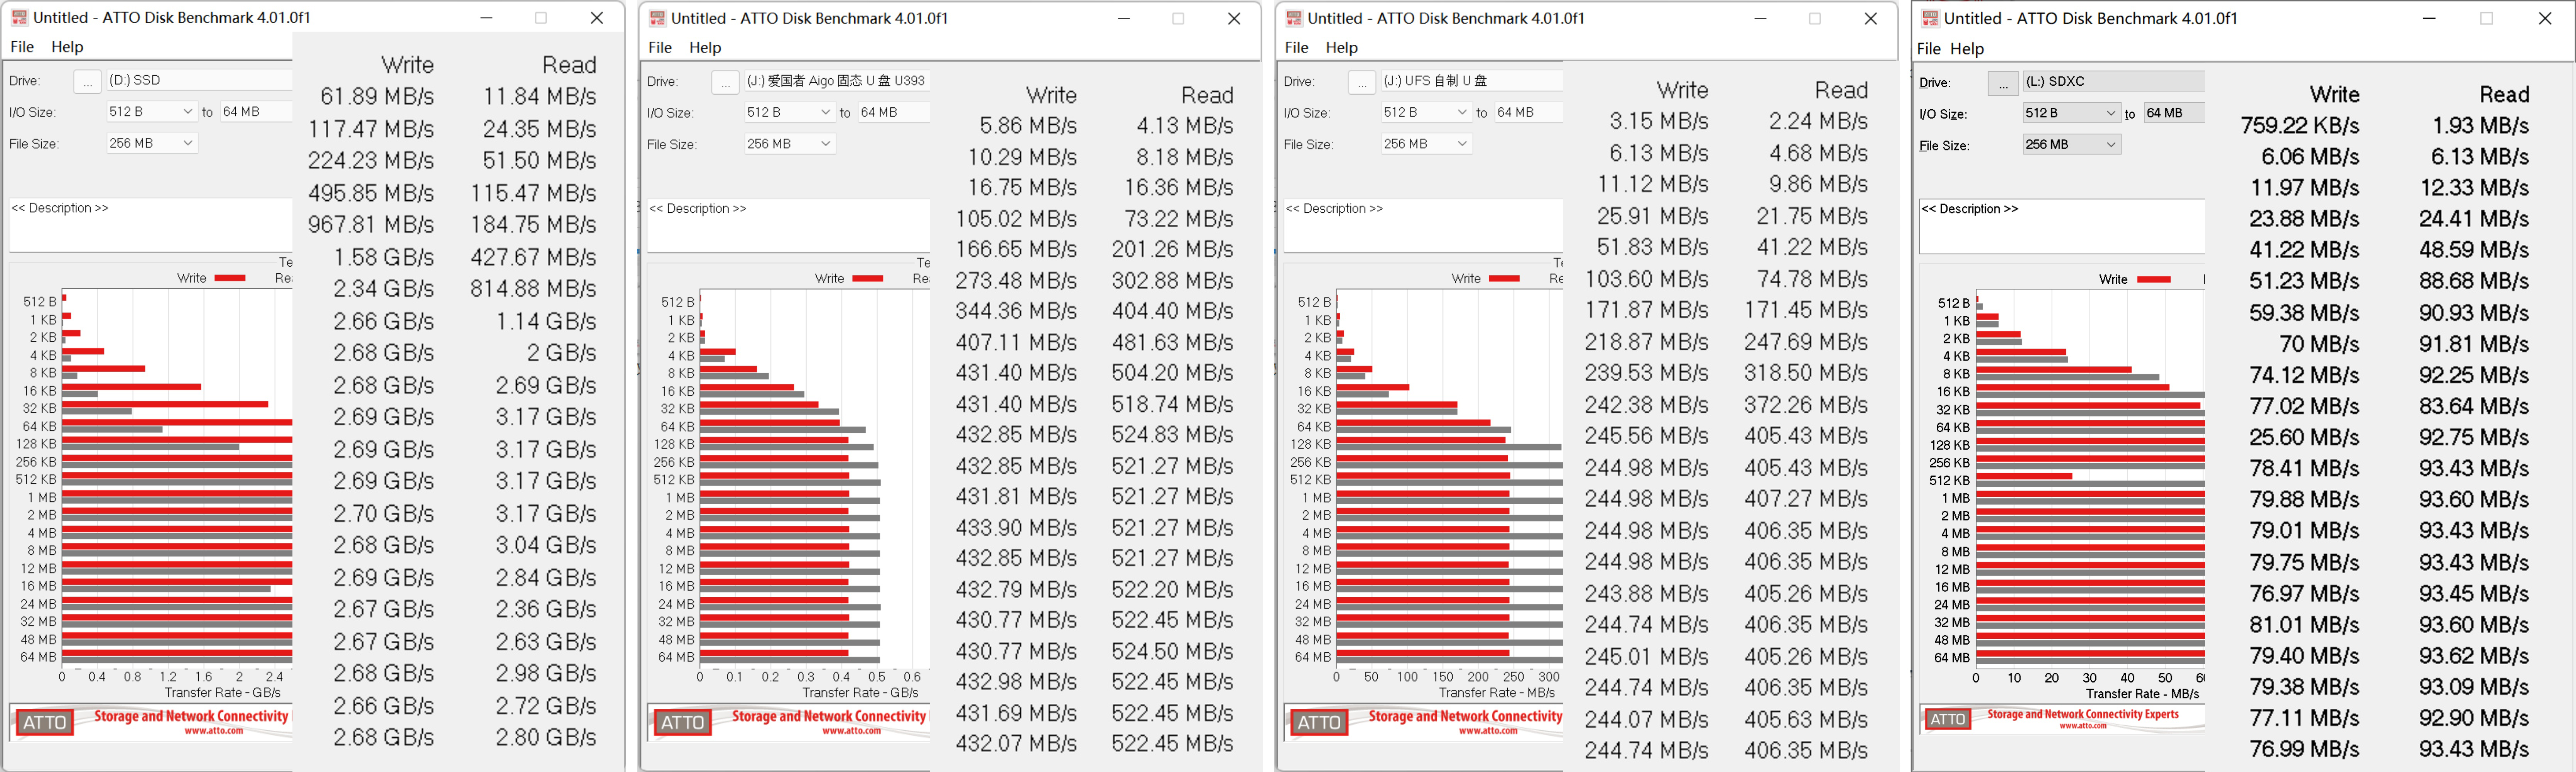 Untitled - ATTO Disk Benchmark 4.01.0f1
File Help
Drive: ... (D:) SSD
I/O Size: 512 B to 64 MB
File Size: 256 MB
<< Description >>
Te
Write Re
512 B
1 KB
2 KB
4 KB
8 KB
16 KB
32 KB
64 KB
128 KB
256 KB
512 KB
1 MB
2 MB
4 MB
8 MB
12 MB
16 MB
24 MB
32 MB
48 MB
64 MB
0 0.4 0.8 1.2 1.6 2 2.4
Transfer Rate - GB/s
ATTO Storage and Network Connectivity
www.atto.com
Write Read
61.89 MB/s 11.84 MB/s
117.47 MB/s 24.35 MB/s
224.23 MB/s 51.50 MB/s
495.85 MB/s 115.47 MB/s
967.81 MB/s 184.75 MB/s
1.58 GB/s 427.67 MB/s
2.34 GB/s 814.88 MB/s
2.66 GB/s 1.14 GB/s
2.68 GB/s 2 GB/s
2.68 GB/s 2.69 GB/s
2.69 GB/s 3.17 GB/s
2.69 GB/s 3.17 GB/s
2.69 GB/s 3.17 GB/s
2.70 GB/s 3.17 GB/s
2.68 GB/s 3.04 GB/s
2.69 GB/s 2.84 GB/s
2.67 GB/s 2.36 GB/s
2.67 GB/s 2.63 GB/s
2.68 GB/s 2.98 GB/s
2.66 GB/s 2.72 GB/s
2.68 GB/s 2.80 GB/s
Untitled - ATTO Disk Benchmark 4.01.0f1
File Help
Drive: ... (J:) 爱国者 Aigo 固态 U 盘 U393
I/O Size: 512 B to 64 MB
File Size: 256 MB
<< Description >>
Te
Write Re
512 B
1 KB
2 KB
4 KB
8 KB
16 KB
32 KB
64 KB
128 KB
256 KB
512 KB
1 MB
2 MB
4 MB
8 MB
12 MB
16 MB
24 MB
32 MB
48 MB
64 MB
0 0.1 0.2 0.3 0.4 0.5 0.6
Transfer Rate - GB/s
ATTO Storage and Network Connectivity
www.atto.com
Write Read
5.86 MB/s 4.13 MB/s
10.29 MB/s 8.18 MB/s
16.75 MB/s 16.36 MB/s
105.02 MB/s 73.22 MB/s
166.65 MB/s 201.26 MB/s
273.48 MB/s 302.88 MB/s
344.36 MB/s 404.40 MB/s
407.11 MB/s 481.63 MB/s
431.40 MB/s 504.20 MB/s
431.40 MB/s 518.74 MB/s
432.85 MB/s 524.83 MB/s
432.85 MB/s 521.27 MB/s
431.81 MB/s 521.27 MB/s
433.90 MB/s 521.27 MB/s
432.85 MB/s 521.27 MB/s
432.79 MB/s 522.20 MB/s
430.77 MB/s 522.45 MB/s
430.77 MB/s 524.50 MB/s
432.98 MB/s 522.45 MB/s
431.69 MB/s 522.45 MB/s
432.07 MB/s 522.45 MB/s
Untitled - ATTO Disk Benchmark 4.01.0f1
File Help
Drive: ... (J:) UFS 自制 U 盘
I/O Size: 512 B to 64 MB
File Size: 256 MB
<< Description >>
Te
Write Re
512 B
1 KB
2 KB
4 KB
8 KB
16 KB
32 KB
64 KB
128 KB
256 KB
512 KB
1 MB
2 MB
4 MB
8 MB
12 MB
16 MB
24 MB
32 MB
48 MB
64 MB
0 50 100 150 200 250 300
Transfer Rate - MB/s
ATTO Storage and Network Connectivity
www.atto.com
Write Read
3.15 MB/s 2.24 MB/s
6.13 MB/s 4.68 MB/s
11.12 MB/s 9.86 MB/s
25.91 MB/s 21.75 MB/s
51.83 MB/s 41.22 MB/s
103.60 MB/s 74.78 MB/s
171.87 MB/s 171.45 MB/s
218.87 MB/s 247.69 MB/s
239.53 MB/s 318.50 MB/s
242.38 MB/s 372.26 MB/s
245.56 MB/s 405.43 MB/s
244.98 MB/s 405.43 MB/s
244.98 MB/s 407.27 MB/s
244.98 MB/s 406.35 MB/s
244.98 MB/s 406.35 MB/s
243.88 MB/s 405.26 MB/s
244.74 MB/s 406.35 MB/s
245.01 MB/s 405.26 MB/s
244.74 MB/s 406.35 MB/s
244.07 MB/s 405.63 MB/s
244.74 MB/s 406.35 MB/s
Untitled - ATTO Disk Benchmark 4.01.0f1
File Help
Drive: ... (L:) SDXC
I/O Size: 512 B to 64 MB
File Size: 256 MB
<< Description >>
Write
512 B
1 KB
2 KB
4 KB
8 KB
16 KB
32 KB
64 KB
128 KB
256 KB
512 KB
1 MB
2 MB
4 MB
8 MB
12 MB
16 MB
24 MB
32 MB
48 MB
64 MB
0 10 20 30 40 50 6
Transfer Rate - MB/s
ATTO Storage and Network Connectivity Experts
www.atto.com
Write Read
759.22 KB/s 1.93 MB/s
6.06 MB/s 6.13 MB/s
11.97 MB/s 12.33 MB/s
23.88 MB/s 24.41 MB/s
41.22 MB/s 48.59 MB/s
51.23 MB/s 88.68 MB/s
59.38 MB/s 90.93 MB/s
70 MB/s 91.81 MB/s
74.12 MB/s 92.25 MB/s
77.02 MB/s 83.64 MB/s
25.60 MB/s 92.75 MB/s
78.41 MB/s 93.43 MB/s
79.88 MB/s 93.60 MB/s
79.01 MB/s 93.43 MB/s
79.75 MB/s 93.43 MB/s
76.97 MB/s 93.45 MB/s
81.01 MB/s 93.60 MB/s
79.40 MB/s 93.62 MB/s
79.38 MB/s 93.09 MB/s
77.11 MB/s 92.90 MB/s
76.99 MB/s 93.43 MB/s